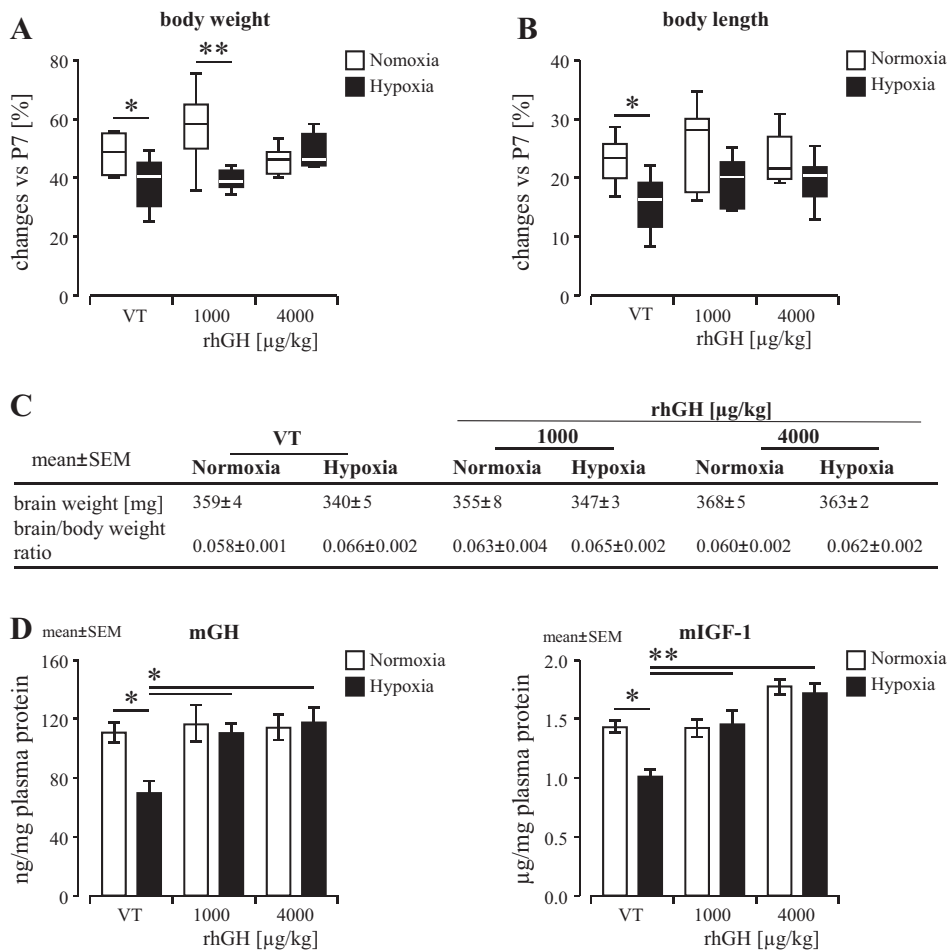 A
body weight
**
*
Nomoxia
Hypoxia
changes vs P7 [%]
80
60
40
20
0
VT
1000
4000
rhGH [µg/kg]
B
body length
*
Normoxia
Hypoxia
changes vs P7 [%]
40
30
20
10
0
VT
1000
4000
rhGH [µg/kg]
C
rhGH [µg/kg]
VT
1000
4000
mean±SEM
Normoxia Hypoxia Normoxia Hypoxia Normoxia Hypoxia
brain weight [mg] 359±4 340±5 355±8 347±3 368±5 363±2
brain/body weight
ratio 0.058±0.001 0.066±0.002 0.063±0.004 0.065±0.002 0.060±0.002 0.062±0.002
D
mean±SEM
mGH
*
*
Normoxia
Hypoxia
ng/mg plasma protein
160
120
80
40
0
VT
1000
4000
rhGH [µg/kg]
mean±SEM
mIGF-1
**
*
Normoxia
Hypoxia
µg/mg plasma protein
2.0
1.5
1.0
0.5
0.0
VT
1000
4000
rhGH [µg/kg]